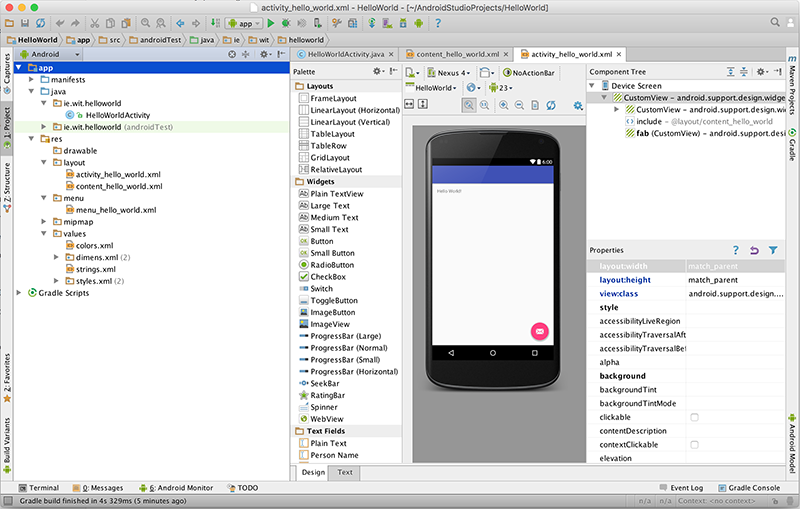 activity_hello_world.xml - HelloWorld - [~/AndroidStudioProjects/HelloWorld]
app
HelloWorld app src androidTest java ie wit helloworld
Captures
1: Project
Z: Structure
2: Favorites
Build Variants
Android
app
manifests
java
ie.wit.helloworld
HelloWorldActivity
ie.wit.helloworld (androidTest)
res
drawable
layout
activity_hello_world.xml
content_hello_world.xml
menu
menu_hello_world.xml
mipmap
values
colors.xml
dimens.xml (2)
strings.xml
styles.xml (2)
Gradle Scripts
HelloWorldActivity.java content_hello_world.xml activity_hello_world.xml
Palette
Layouts
FrameLayout
LinearLayout (Horizontal)
LinearLayout (Vertical)
TableLayout
TableRow
GridLayout
RelativeLayout
Widgets
Plain TextView
Large Text
Medium Text
Small Text
Button
Small Button
RadioButton
CheckBox
Switch
ToggleButton
ImageButton
ImageView
ProgressBar (Large)
ProgressBar (Normal)
ProgressBar (Small)
ProgressBar (Horizontal)
SeekBar
RatingBar
Spinner
WebView
Text Fields
Plain Text
Person Name
Design Text
Nexus 4 NoActionBar
HelloWorld 23
6:00
Hello World!
Component Tree
Device Screen
CustomView - android.support.design.widge
CustomView - android.support.design.wi
include - @layout/content_hello_world
fab (CustomView) - android.support.des
Properties
layout:width match_parent
layout:height match_parent
view:class android.support.design....
style
accessibilityLiveRegion
accessibilityTraversalAft
accessibilityTraversalBef
alpha
background
backgroundTint
backgroundTintMode
clickable
contentDescription
contextClickable
elevation
Maven Projects
Gradle
Android Model
Terminal 0: Messages 6: Android Monitor TODO Event Log Gradle Console
Gradle build finished in 4s 329ms (5 minutes ago) n/a n/a Context: <no context>